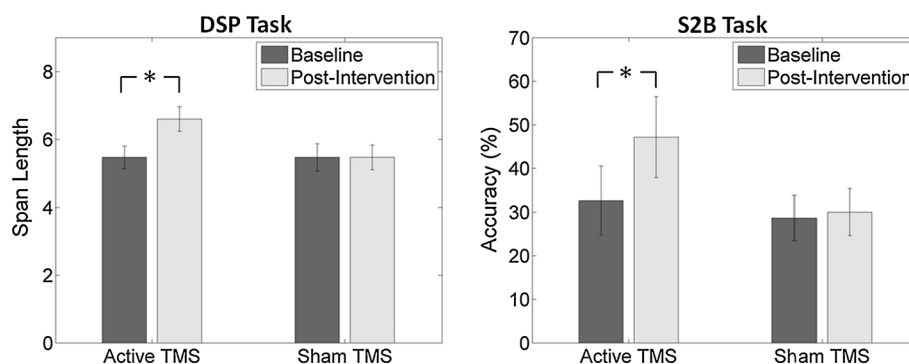 DSP Task
Baseline
Post-Intervention
*
Span Length
8
6
4
2
0
Active TMS
Sham TMS
S2B Task
Baseline
Post-Intervention
*
Accuracy (%)
70
60
50
40
30
20
10
0
Active TMS
Sham TMS